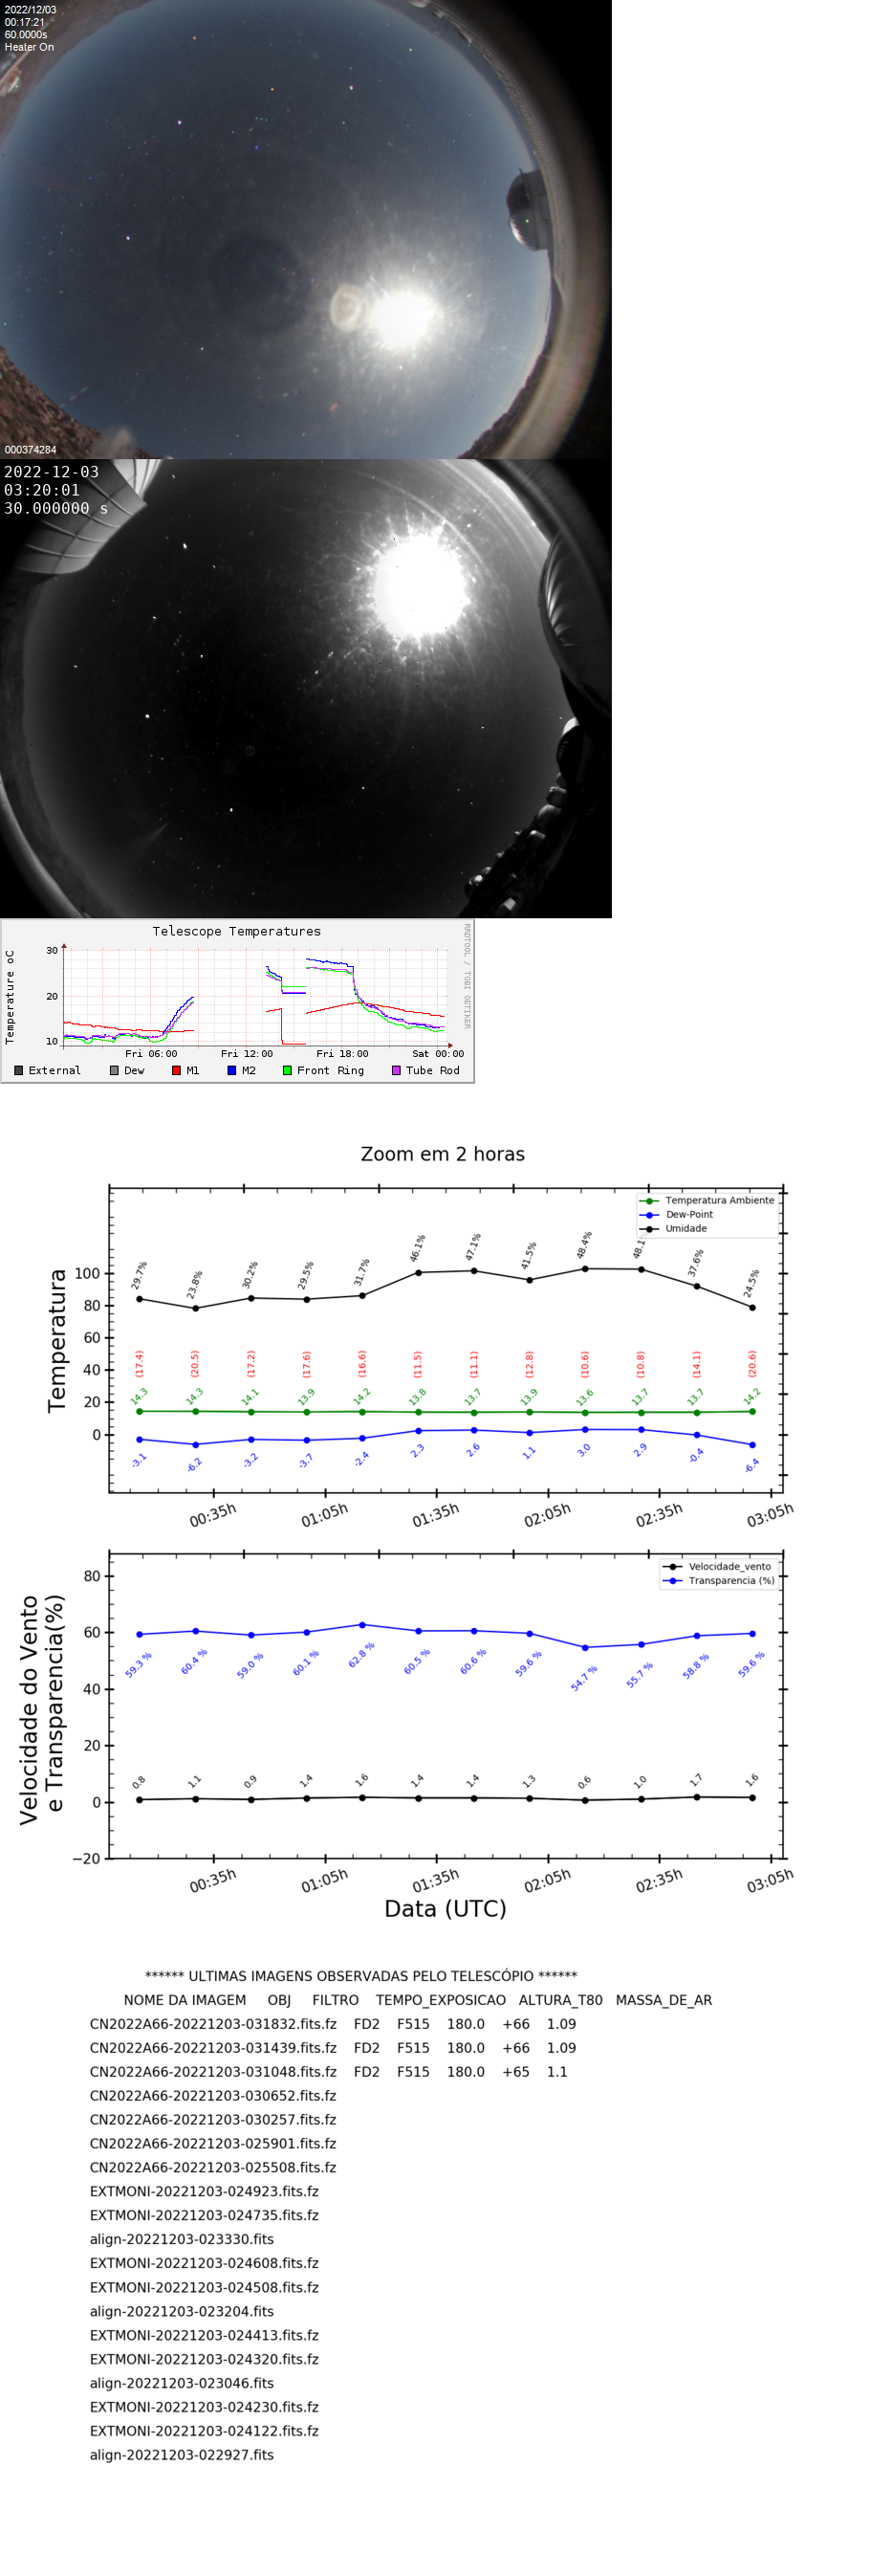 2022/12/03
00:17:21
60.0000s
Heater On
000374284
2022-12-03
03:20:01
30.000000 s
Telescope Temperatures
RRDTOOL / TOBI OETIKER
Temperature oC
30
20
10
Fri 06:00 Fri 12:00 Fri 18:00 Sat 00:00
External Dew M1 M2 Front Ring Tube Rod
Zoom em 2 horas
Temperatura Ambiente
Dew-Point
Umidade
Temperatura
100
80
60
40
20
0
29.7% 23.8% 30.2% 29.5% 31.7% 46.1% 47.1% 41.5% 48.4% 48.1 37.6% 24.5%
(17.4) (20.5) (17.2) (17.6) (16.6) (11.5) (11.1) (12.8) (10.6) (10.8) (14.1) (20.6)
14.3 14.3 14.1 13.9 14.2 13.8 13.7 13.9 13.6 13.7 13.7 14.2
-3.1 -6.2 -3.2 -3.7 -2.4 2.3 2.6 1.1 3.0 2.9 -0.4 -6.4
00:35h 01:05h 01:35h 02:05h 02:35h 03:05h
Velocidade_vento
Transparencia (%)
Velocidade do Vento
e Transparencia(%)
80
60
40
20
0
−20
59.3 % 60.4 % 59.0 % 60.1 % 62.8 % 60.5 % 60.6 % 59.6 % 54.7 % 55.7 % 58.8 % 59.6 %
0.8 1.1 0.9 1.4 1.6 1.4 1.4 1.3 0.6 1.0 1.7 1.6
00:35h 01:05h 01:35h 02:05h 02:35h 03:05h
Data (UTC)
****** ULTIMAS IMAGENS OBSERVADAS PELO TELESCÓPIO ******
NOME DA IMAGEM OBJ FILTRO TEMPO_EXPOSICAO ALTURA_T80 MASSA_DE_AR
CN2022A66-20221203-031832.fits.fz FD2 F515 180.0 +66 1.09
CN2022A66-20221203-031439.fits.fz FD2 F515 180.0 +66 1.09
CN2022A66-20221203-031048.fits.fz FD2 F515 180.0 +65 1.1
CN2022A66-20221203-030652.fits.fz
CN2022A66-20221203-030257.fits.fz
CN2022A66-20221203-025901.fits.fz
CN2022A66-20221203-025508.fits.fz
EXTMONI-20221203-024923.fits.fz
EXTMONI-20221203-024735.fits.fz
align-20221203-023330.fits
EXTMONI-20221203-024608.fits.fz
EXTMONI-20221203-024508.fits.fz
align-20221203-023204.fits
EXTMONI-20221203-024413.fits.fz
EXTMONI-20221203-024320.fits.fz
align-20221203-023046.fits
EXTMONI-20221203-024230.fits.fz
EXTMONI-20221203-024122.fits.fz
align-20221203-022927.fits